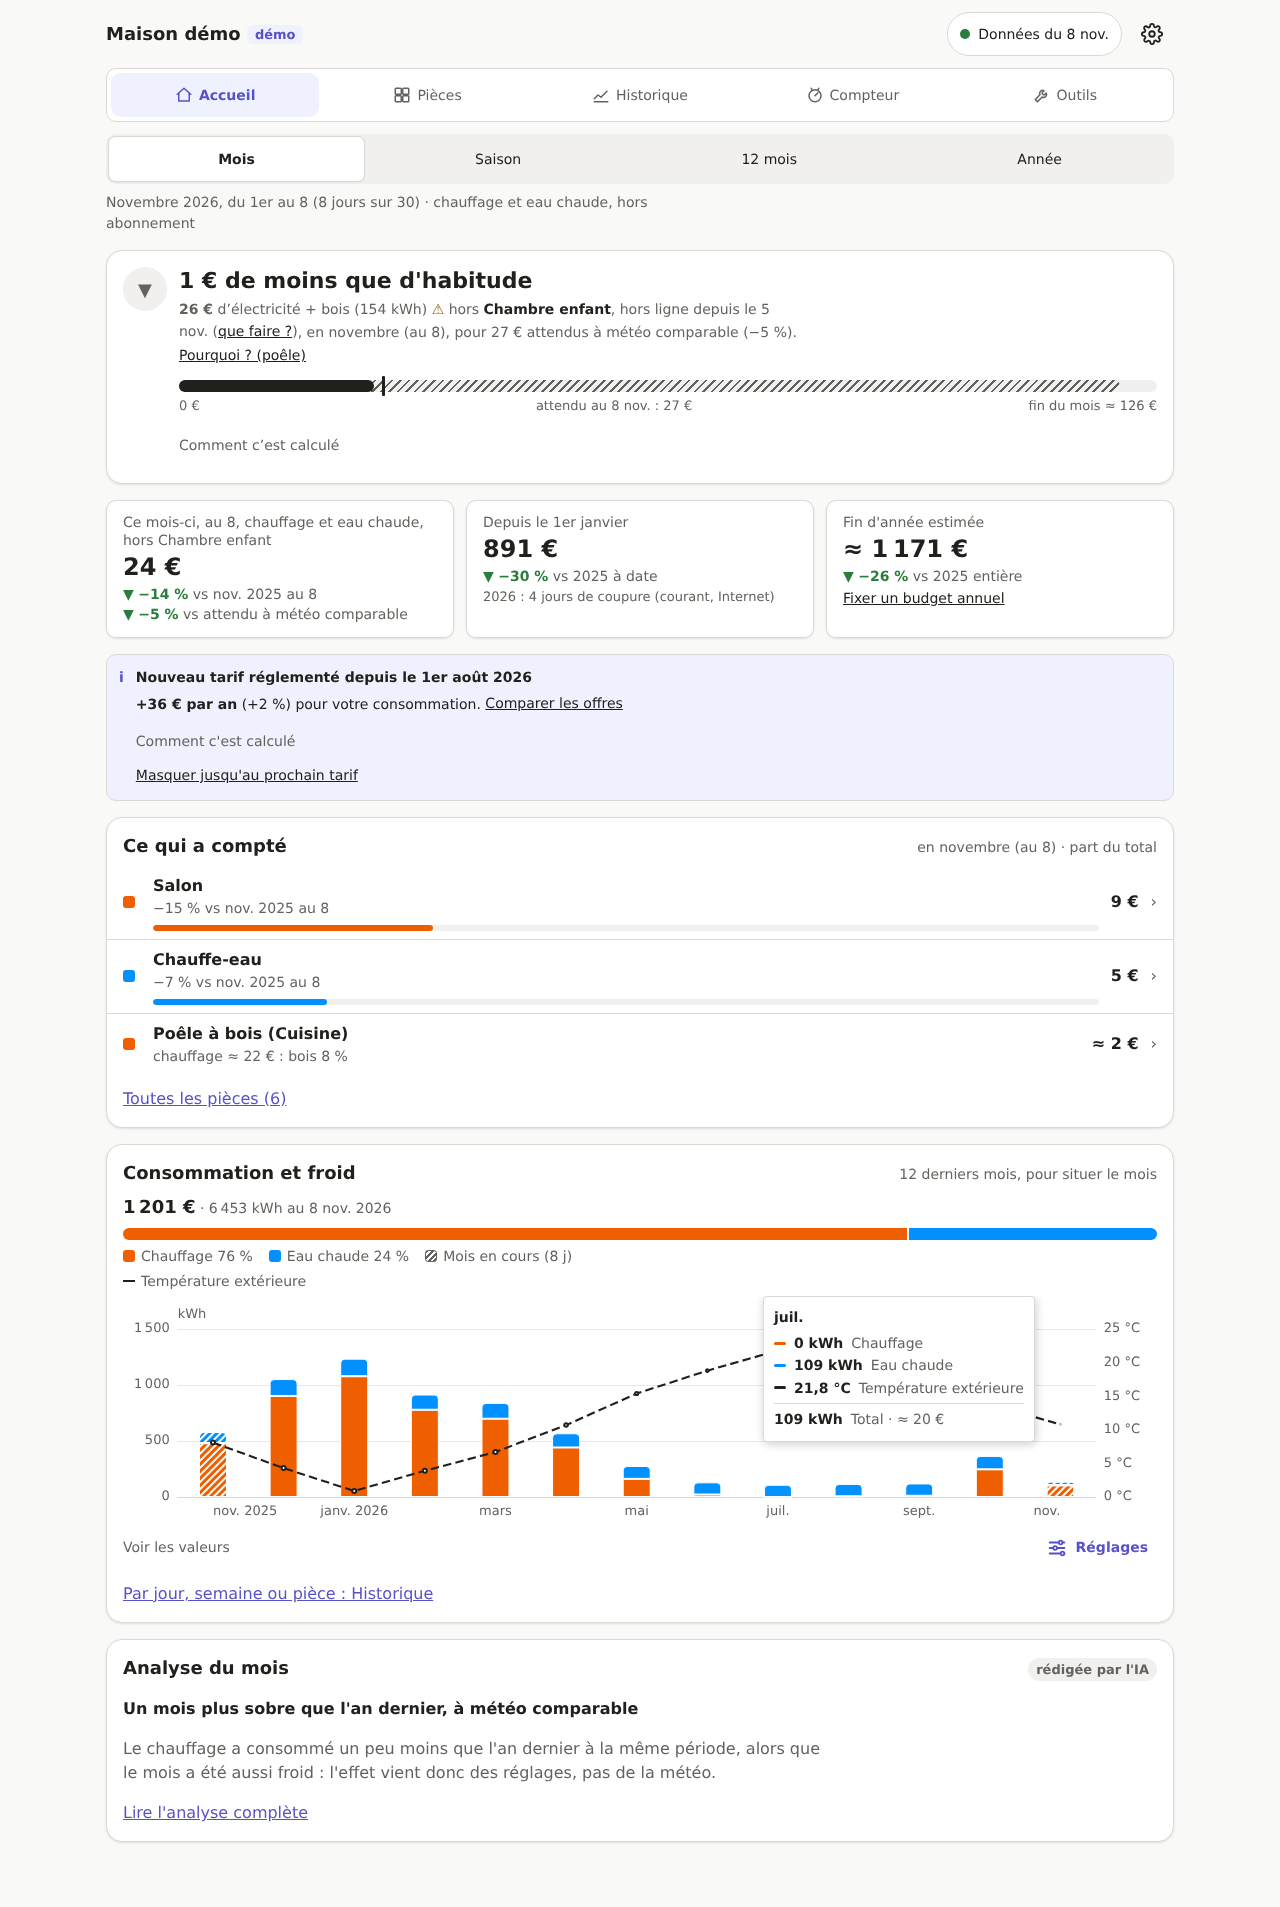 Maison démo démo
Données du 8 nov.
Accueil
Pièces
Historique
Compteur
Outils
Mois
Saison
12 mois
Année
Novembre 2026, du 1er au 8 (8 jours sur 30) · chauffage et eau chaude, hors
abonnement
▼
1 € de moins que d'habitude
26 € d’électricité + bois (154 kWh) ⚠ hors Chambre enfant, hors ligne depuis le 5
nov. (que faire ?), en novembre (au 8), pour 27 € attendus à météo comparable (−5 %).
Pourquoi ? (poêle)
0 €
attendu au 8 nov. : 27 €
fin du mois ≈ 126 €
Comment c’est calculé
Ce mois-ci, au 8, chauffage et eau chaude,
hors Chambre enfant
24 €
▼ −14 % vs nov. 2025 au 8
▼ −5 % vs attendu à météo comparable
Depuis le 1er janvier
891 €
▼ −30 % vs 2025 à date
2026 : 4 jours de coupure (courant, Internet)
Fin d'année estimée
≈ 1 171 €
▼ −26 % vs 2025 entière
Fixer un budget annuel
i Nouveau tarif réglementé depuis le 1er août 2026
+36 € par an (+2 %) pour votre consommation. Comparer les offres
Comment c'est calculé
Masquer jusqu'au prochain tarif
Ce qui a compté
en novembre (au 8) · part du total
Salon
−15 % vs nov. 2025 au 8
9 € ›
Chauffe-eau
−7 % vs nov. 2025 au 8
5 € ›
Poêle à bois (Cuisine)
chauffage ≈ 22 € : bois 8 %
≈ 2 € ›
Toutes les pièces (6)
Consommation et froid
12 derniers mois, pour situer le mois
1 201 € · 6 453 kWh au 8 nov. 2026
Chauffage 76 %
Eau chaude 24 %
Mois en cours (8 j)
Température extérieure
kWh
1 500
1 000
500
0
25 °C
20 °C
15 °C
10 °C
5 °C
0 °C
juil.
0 kWh Chauffage
109 kWh Eau chaude
21,8 °C Température extérieure
109 kWh Total · ≈ 20 €
nov. 2025
janv. 2026
mars
mai
juil.
sept.
nov.
Voir les valeurs
Réglages
Par jour, semaine ou pièce : Historique
Analyse du mois
rédigée par l'IA
Un mois plus sobre que l'an dernier, à météo comparable
Le chauffage a consommé un peu moins que l'an dernier à la même période, alors que
le mois a été aussi froid : l'effet vient donc des réglages, pas de la météo.
Lire l'analyse complète